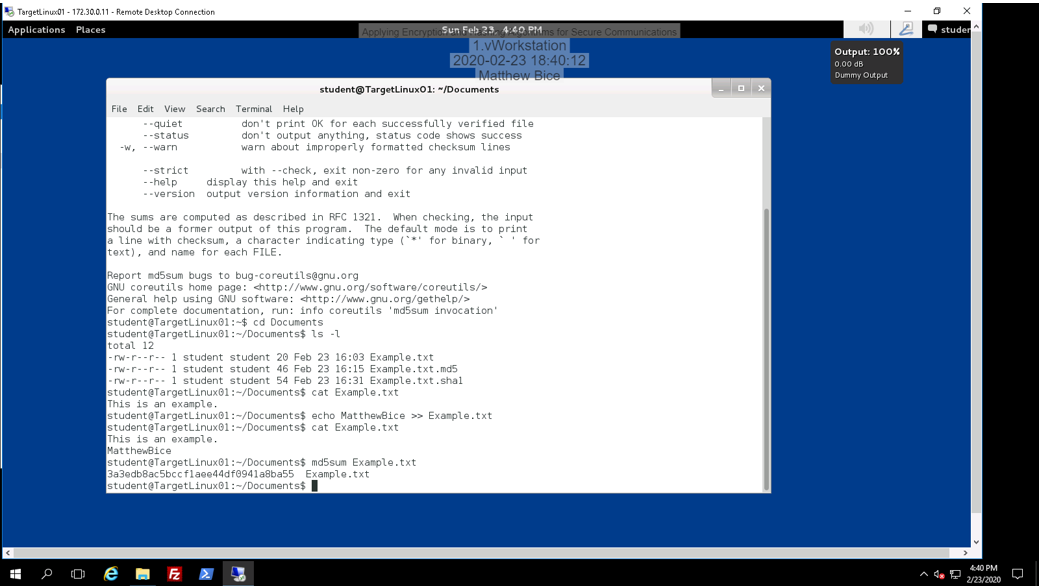 TargetLinux01 - 172.30.0.11 - Remote Desktop Connection
Applications Places
Sun Feb 23, 4:40 PM
student
for Secure Communications
1.vWorkstation
2020-02-23 18:40:12
Matthew Bice
Output: 100%
0.00 dB
Dummy Output
student@TargetLinux01: ~/Documents
File Edit View Search Terminal Help
--quiet don't print OK for each successfully verified file
--status don't output anything, status code shows success
-w, --warn warn about improperly formatted checksum lines
--strict with --check, exit non-zero for any invalid input
--help display this help and exit
--version output version information and exit
The sums are computed as described in RFC 1321. When checking, the input
should be a former output of this program. The default mode is to print
a line with checksum, a character indicating type (`*' for binary, ` ' for
text), and name for each FILE.
Report md5sum bugs to bug-coreutils@gnu.org
GNU coreutils home page: <http://www.gnu.org/software/coreutils/>
General help using GNU software: <http://www.gnu.org/gethelp/>
For complete documentation, run: info coreutils 'md5sum invocation'
student@TargetLinux01:~$ cd Documents
student@TargetLinux01:~/Documents$ ls -l
total 12
-rw-r--r-- 1 student student 20 Feb 23 16:03 Example.txt
-rw-r--r-- 1 student student 46 Feb 23 16:15 Example.txt.md5
-rw-r--r-- 1 student student 54 Feb 23 16:31 Example.txt.sha1
student@TargetLinux01:~/Documents$ cat Example.txt
This is an example.
student@TargetLinux01:~/Documents$ echo MatthewBice >> Example.txt
student@TargetLinux01:~/Documents$ cat Example.txt
This is an example.
MatthewBice
student@TargetLinux01:~/Documents$ md5sum Example.txt
3a3edb8ac5bccf1aee44df0941a8ba55 Example.txt
student@TargetLinux01:~/Documents$
4:40 PM
2/23/2020